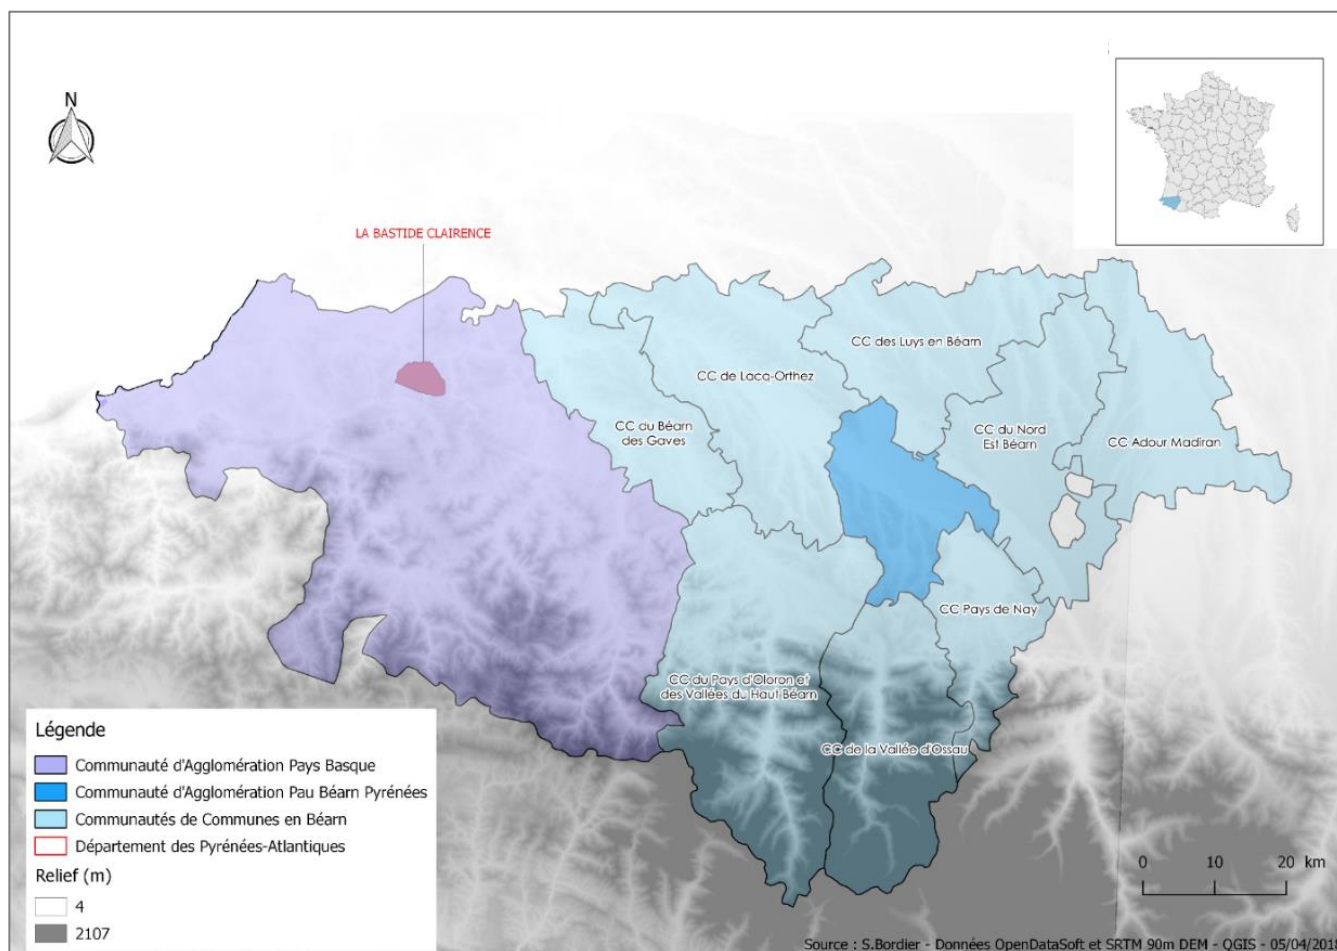 N
LA BASTIDE CLAIRENCE
CC des Luys en Béarn
CC de Lacq-Orthez
CC du Béarn
des Gaves
CC du Nord
Est Béarn
CC Adour Madiran
CC Pays de Nay
CC du Pays d'Oloron et
des Vallées du Haut Béarn
CC de la Vallée d'Ossau
Légende
Communauté d'Agglomération Pays Basque
Communauté d'Agglomération Pau Béarn Pyrénées
Communautés de Communes en Béarn
Département des Pyrénées-Atlantiques
Relief (m)
4
2107
0 10 20 km
Source : S.Bordier - Données OpenDataSoft et SRTM 90m DEM - QGIS - 05/04/201